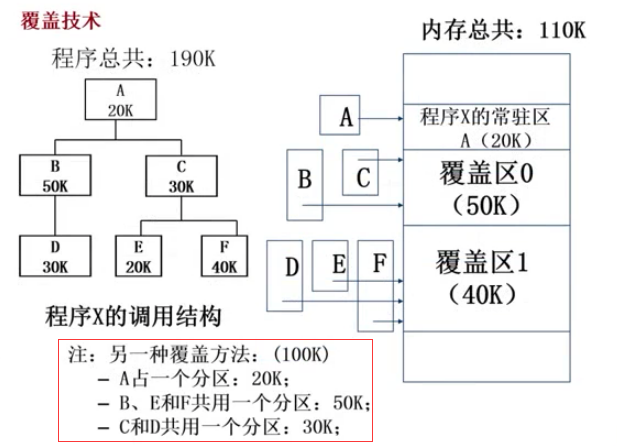 覆盖技术
程序总共：190K
A
20K
B
50K
C
30K
D
30K
E
20K
F
40K
程序X的调用结构
内存总共：110K
A
程序X的常驻区
A（20K）
B
C
覆盖区0
（50K）
D
E
F
覆盖区1
（40K）
注：另一种覆盖方法：(100K)
– A占一个分区：20K；
– B、E和F共用一个分区：50K；
– C和D共用一个分区：30K；